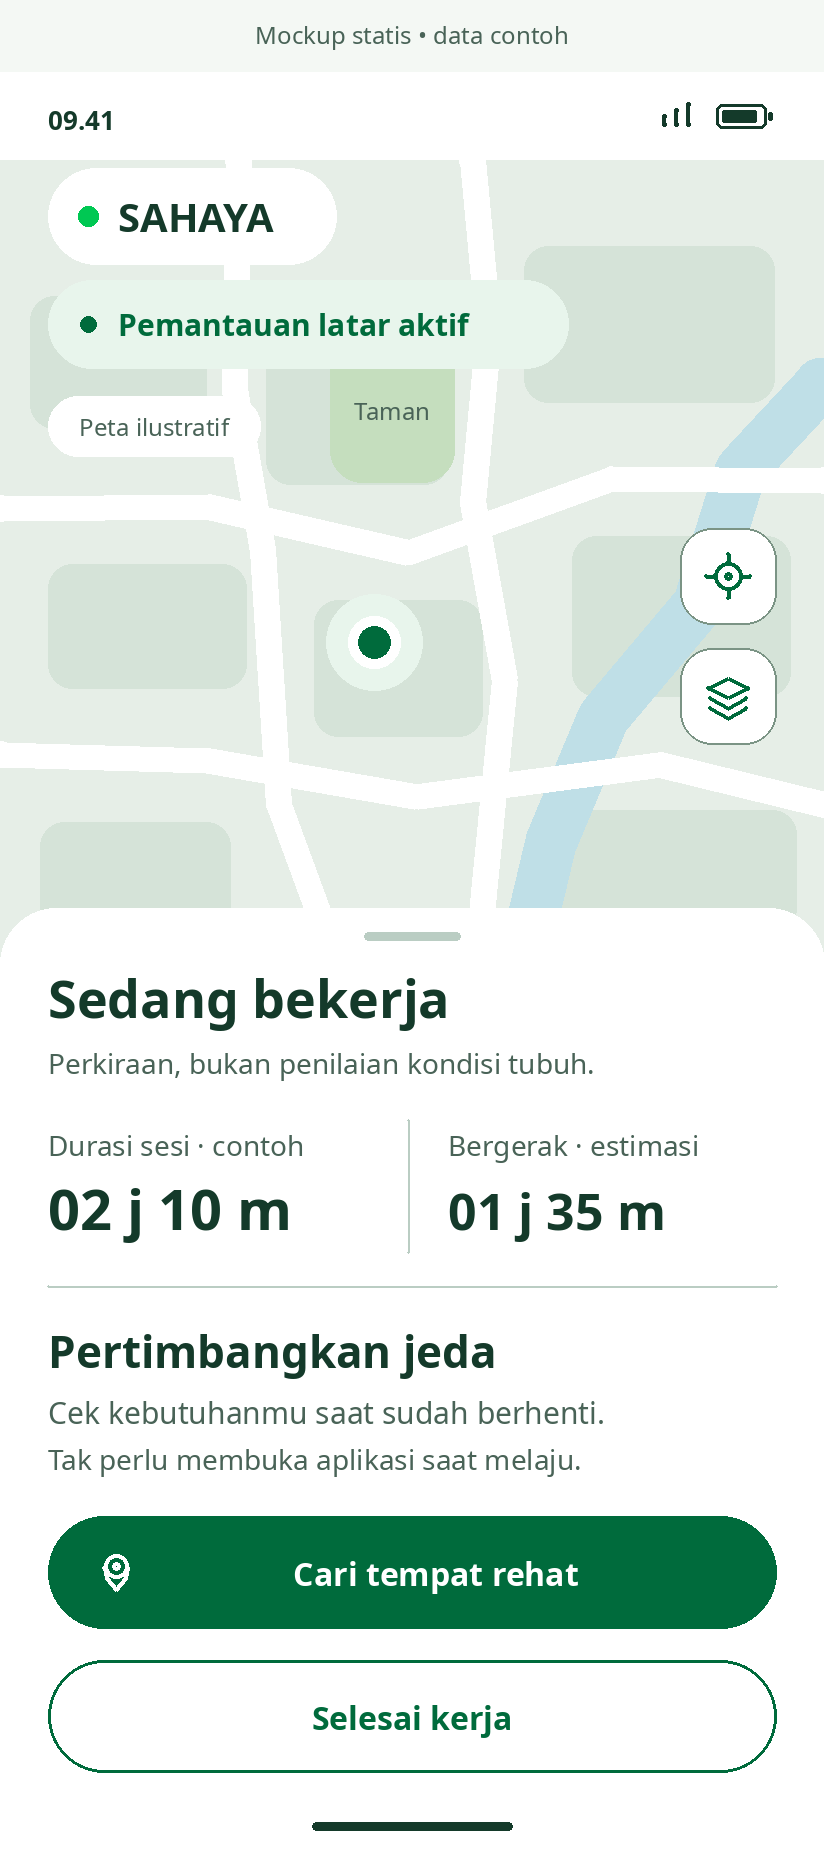 Mockup statis • data contoh
09.41
SAHAYA
Pemantauan latar aktif
Peta ilustratif
Taman
Sedang bekerja
Perkiraan, bukan penilaian kondisi tubuh.
Durasi sesi · contoh
02 j 10 m
Bergerak · estimasi
01 j 35 m
Pertimbangkan jeda
Cek kebutuhanmu saat sudah berhenti.
Tak perlu membuka aplikasi saat melaju.
Cari tempat rehat
Selesai kerja